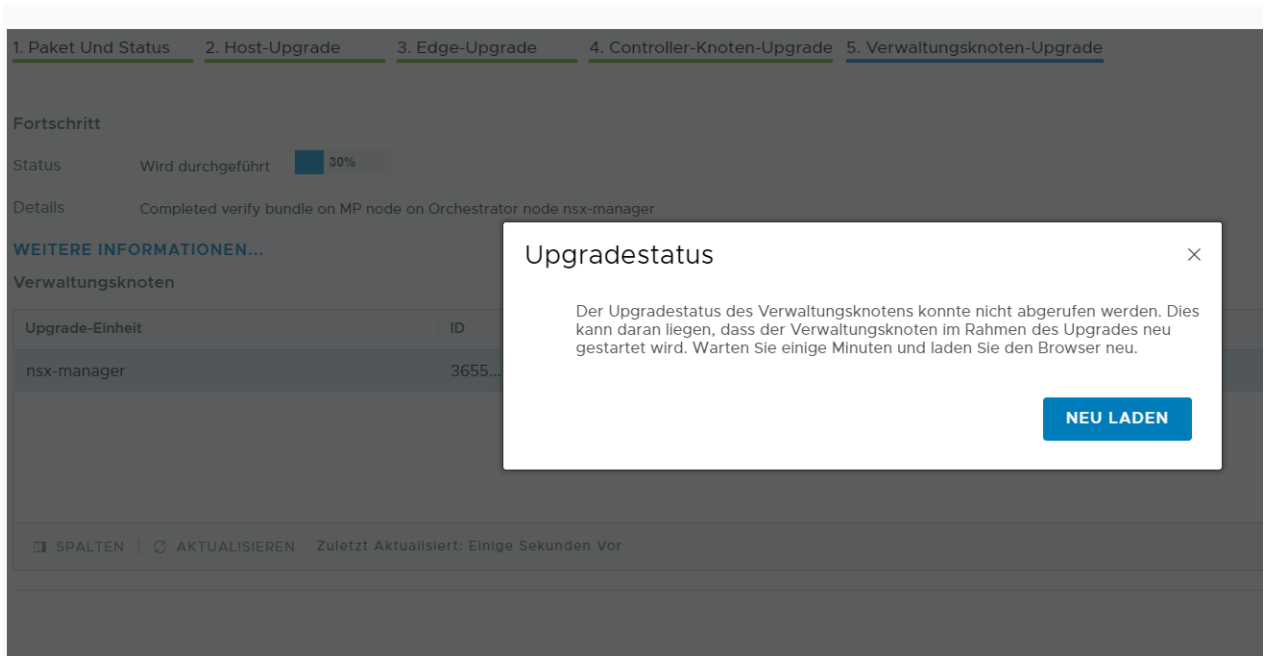 1. Paket Und Status 2. Host-Upgrade 3. Edge-Upgrade 4. Controller-Knoten-Upgrade 5. Verwaltungsknoten-Upgrade
Fortschritt
Status Wird durchgeführt 30%
Details Completed verify bundle on MP node on Orchestrator node nsx-manager
WEITERE INFORMATIONEN...
Verwaltungsknoten
Upgrade-Einheit ID
nsx-manager 3655...
Upgradestatus
Der Upgradestatus des Verwaltungsknotens konnte nicht abgerufen werden. Dies
kann daran liegen, dass der Verwaltungsknoten im Rahmen des Upgrades neu
gestartet wird. Warten Sie einige Minuten und laden Sie den Browser neu.
NEU LADEN
SPALTEN AKTUALISIEREN Zuletzt Aktualisiert: Einige Sekunden Vor